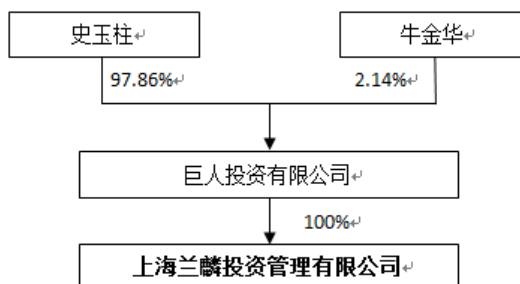 史玉柱 牛金华
97.86% 2.14%
巨人投资有限公司
100%
上海兰麟投资管理有限公司